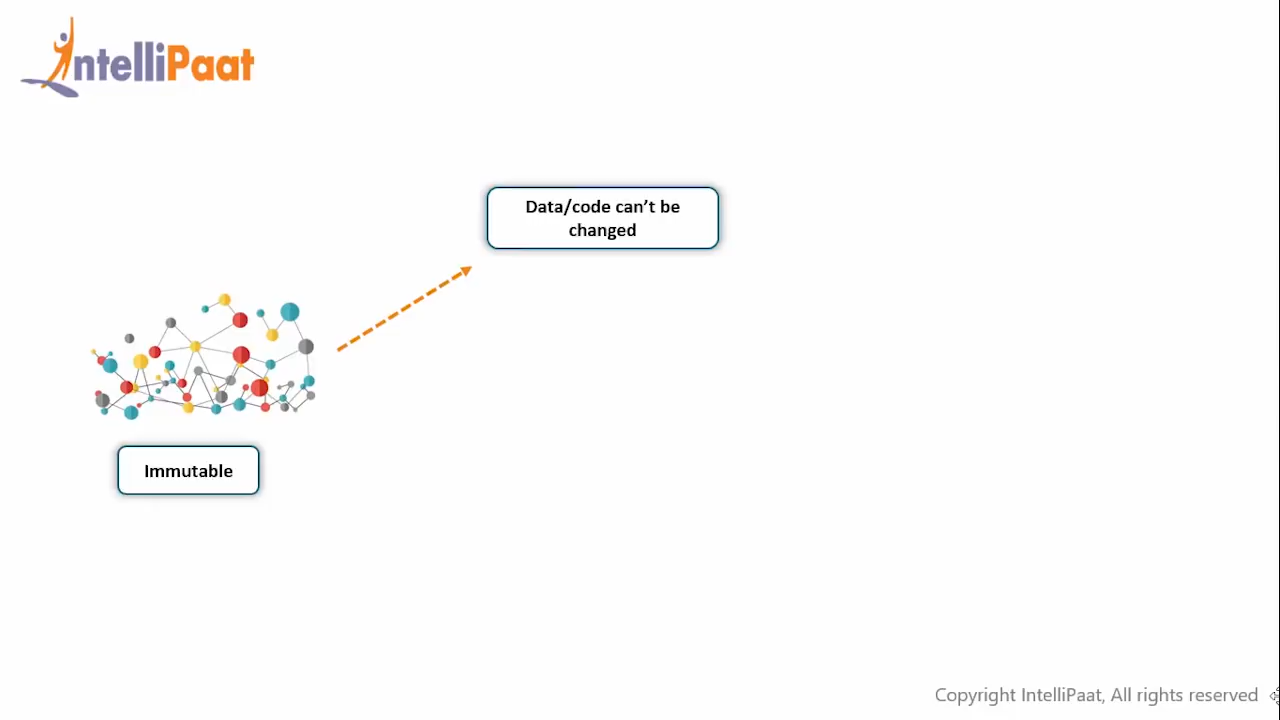 IntelliPaat
Data/code can't be
changed
Immutable
Copyright IntelliPaat, All rights reserved